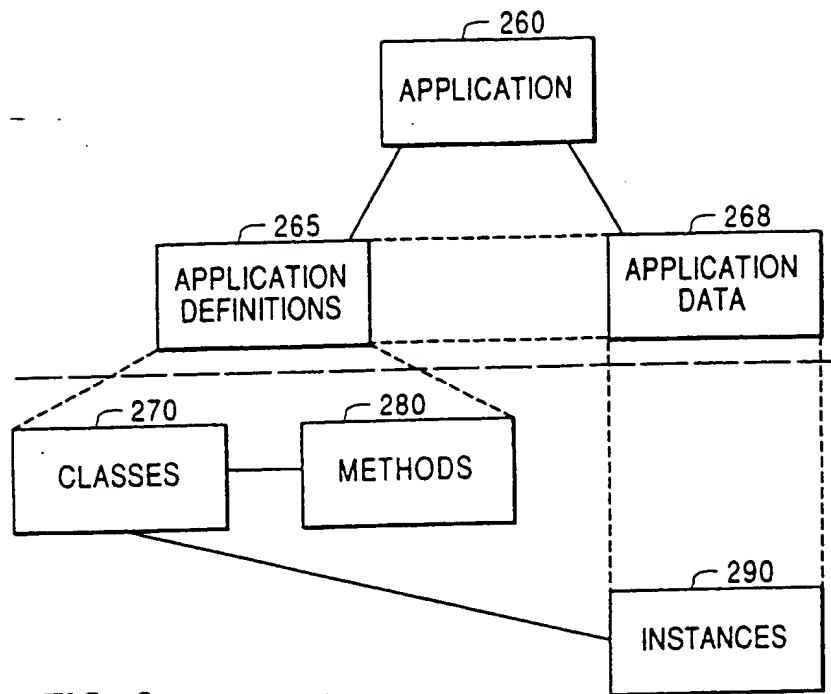 260
APPLICATION
265
APPLICATION
DEFINITIONS
268
APPLICATION
DATA
270
CLASSES
280
METHODS
290
INSTANCES